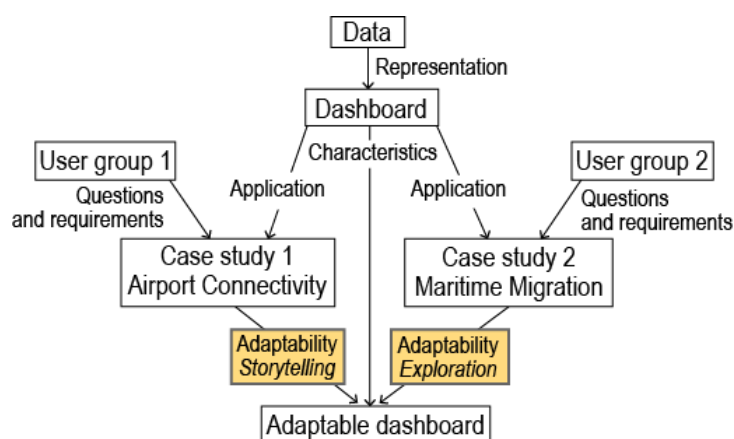 Data
Representation
Dashboard
User group 1
Characteristics
User group 2
Questions
and requirements
Application
Application
Questions
and requirements
Case study 1
Airport Connectivity
Case study 2
Maritime Migration
Adaptability
Storytelling
Adaptability
Exploration
Adaptable dashboard